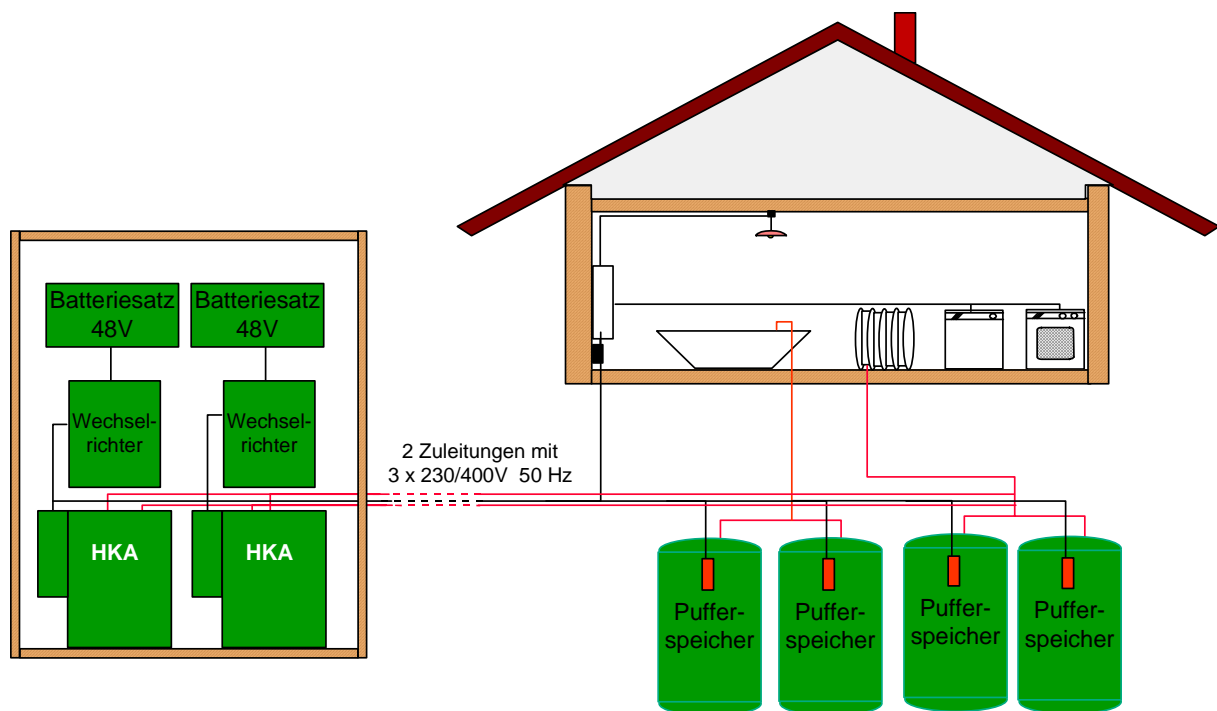 Batteriesatz
48V
Batteriesatz
48V
Wechsel-
richter
Wechsel-
richter
2 Zuleitungen mit
3 x 230/400V  50 Hz
HKA
HKA
Puffer-
speicher
Puffer-
speicher
Puffer-
speicher
Puffer-
speicher